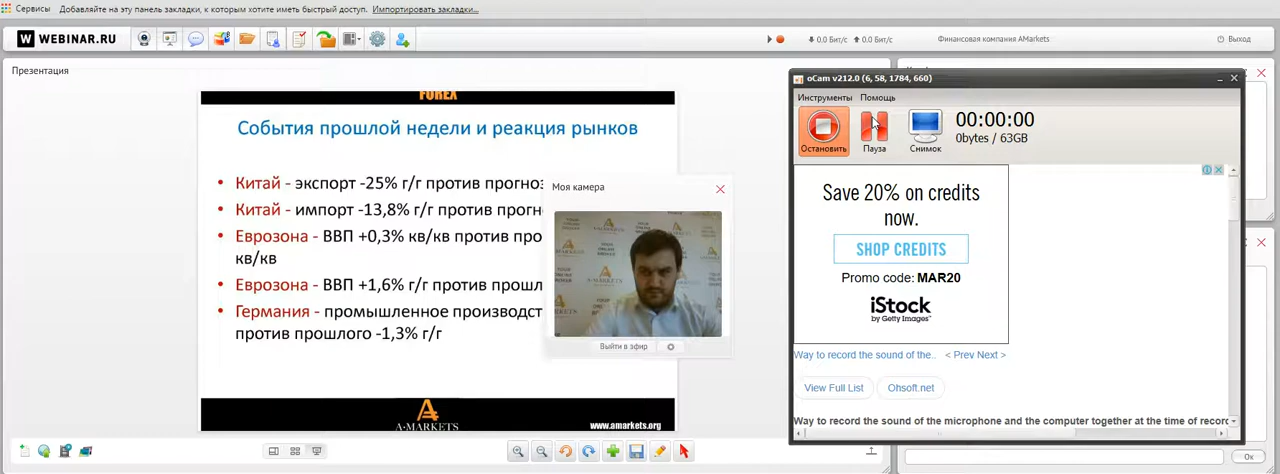 Сервисы Добавляйте на эту панель закладки, к которым хотите иметь быстрый доступ. Импортировать закладки...
W WEBINAR.RU
0.0 Бит/с 0.0 Бит/с
Финансовая компания AMarkets
Выход
Презентация
FOREX
События прошлой недели и реакция рынков
• Китай - экспорт -25% г/г против прогноз
• Китай - импорт -13,8% г/г против прогн
• Еврозона - ВВП +0,3% кв/кв против про
кв/кв
• Еврозона - ВВП +1,6% г/г против прошл
• Германия - промышленное производст
против прошлого -1,3% г/г
A-MARKETS
www.amarkets.org
Моя камера
A-MARKETS
Выйти в эфир
oCam v212.0 (6, 58, 1784, 660)
Инструменты Помощь
Остановить
Пауза
Снимок
00:00:00
0bytes / 63GB
Save 20% on credits
now.
SHOP CREDITS
Promo code: MAR20
iStock
by Getty Images™
Way to record the sound of the.. < Prev Next >
View Full List
Ohsoft.net
Way to record the sound of the microphone and the computer together at the time of recor
Ок